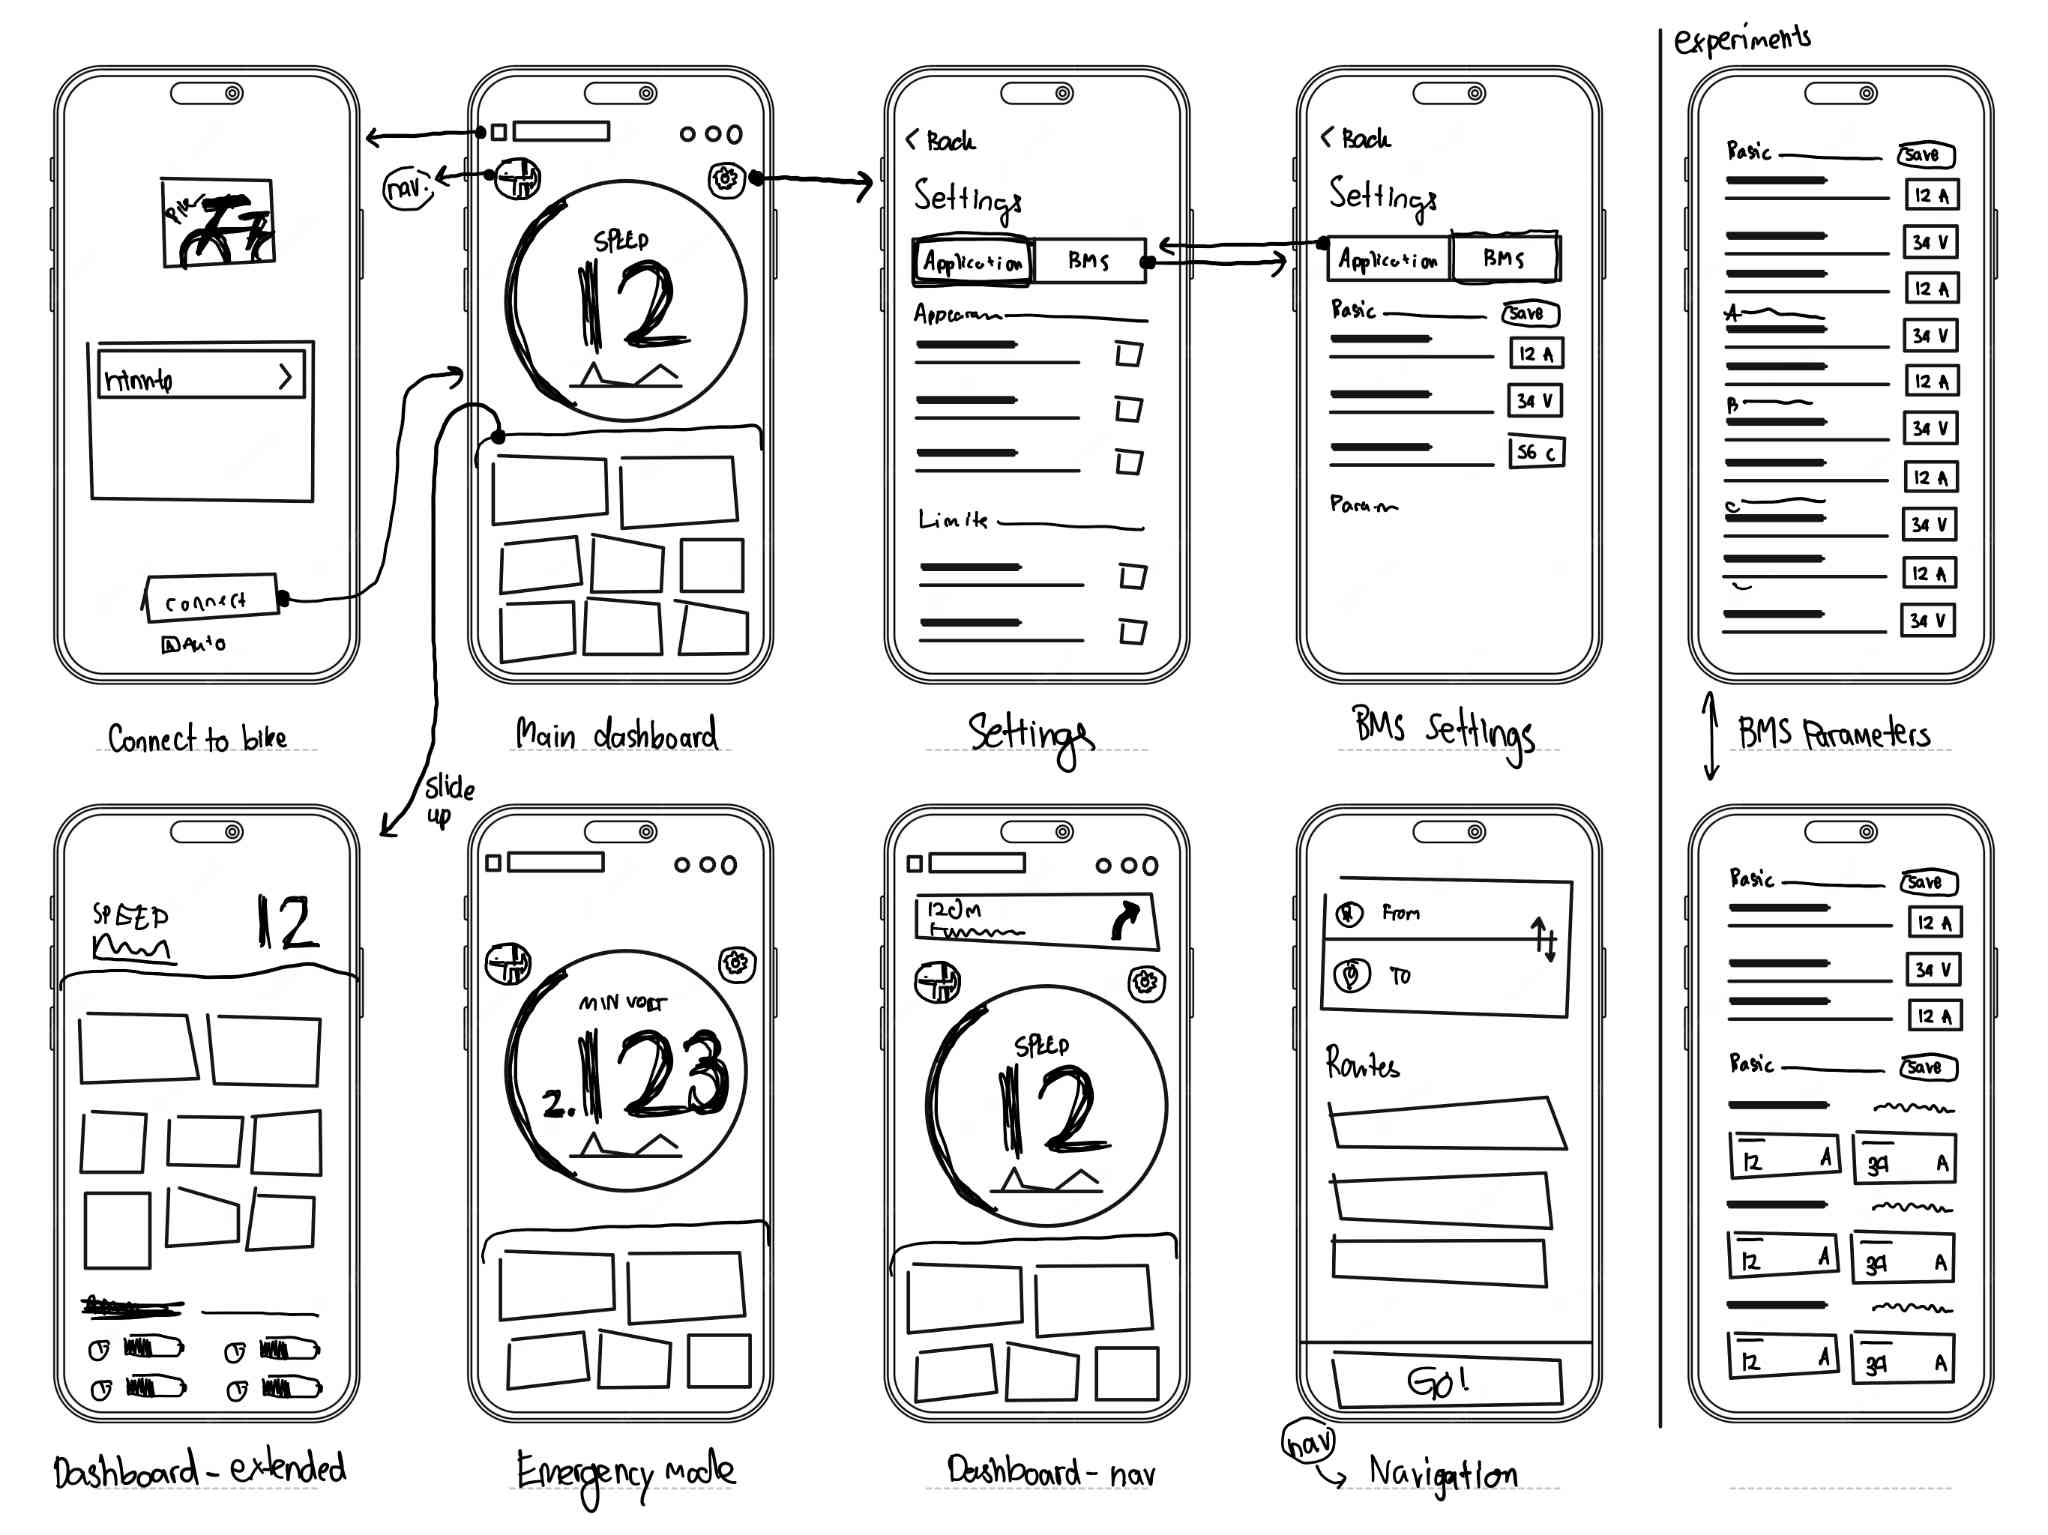 experiments
connect
Auto
Connect to bike
nav.
SPEED
12
Main dashboard
< Back
Settings
Application
BMS
Limits
Settings
< Back
Settings
Application
BMS
Basic
save
12 A
34 V
56 C
Param
BMS Settings
Basic
save
12 A
34 V
12 A
A
34 V
12 A
B
34 V
12 A
C
34 V
12 A
34 V
BMS Parameters
slide
up
SPEED
12
Dashboard - extended
MIN VOLT
2.123
Emergency mode
120m
SPEED
12
Dashboard - nav
From
TO
Routes
GO!
nav
Navigation
Basic
save
12 A
34 V
12 A
Basic
save
12 A
34 A
12 A
34 A
12 A
34 A